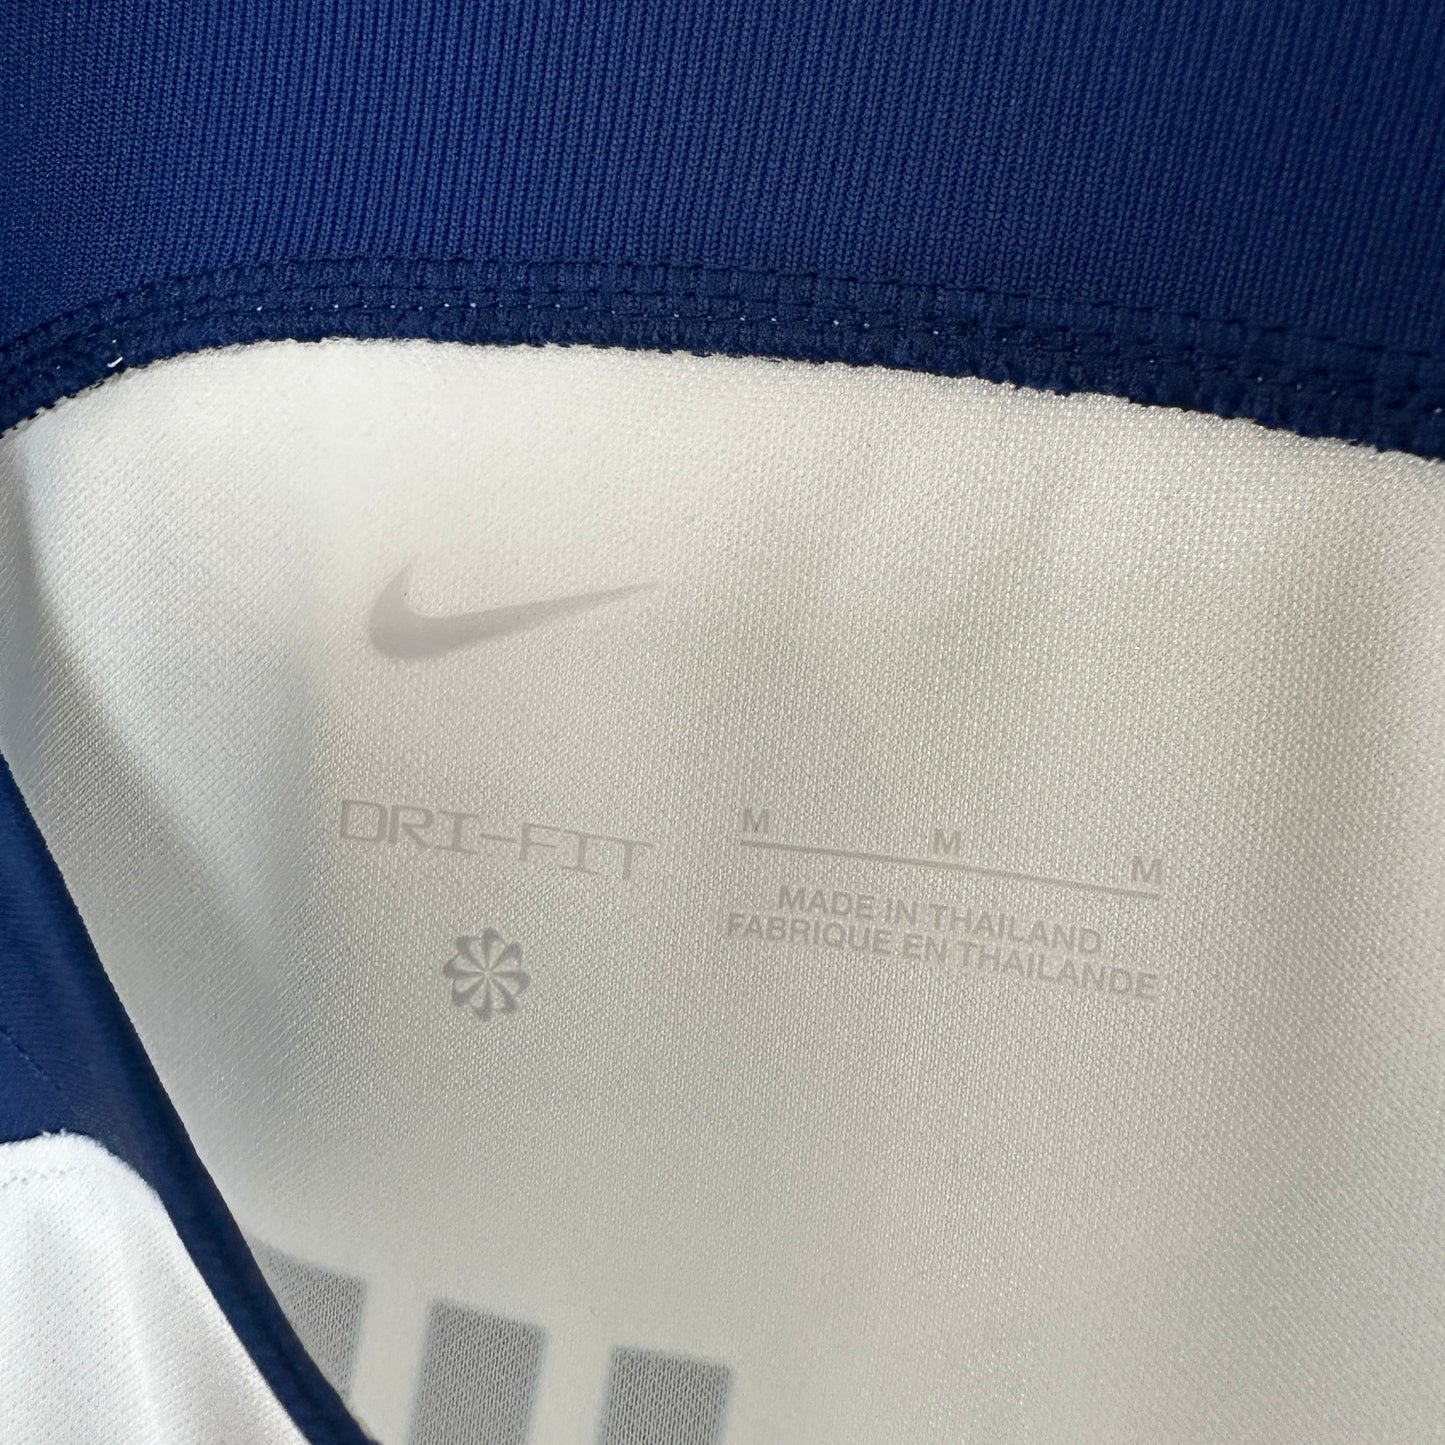 DRI-FIT
M M M
MADE IN THAILAND
FABRIQUE EN THAILANDE